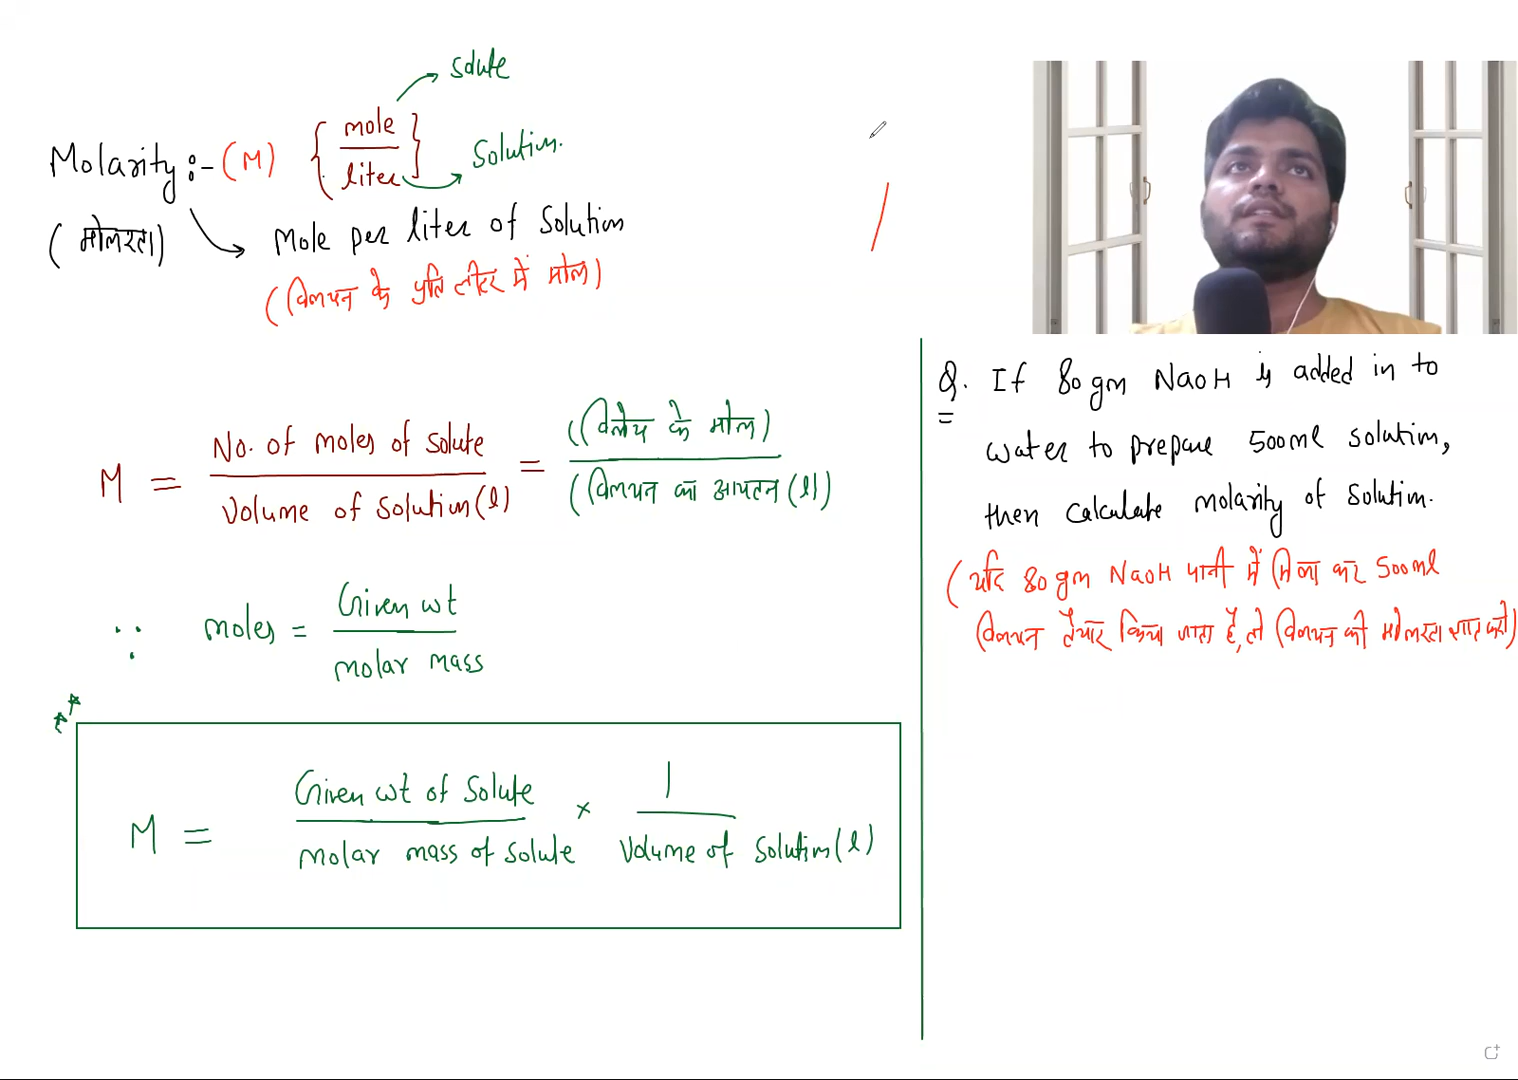 solute
Molarity :- (M) { mole / liter } Solution.
(मोलरता) Mole per liter of Solution
(विलयन के प्रति लीटर में मोल)
M = No. of moles of solute / Volume of solution (l) = (विलेय के मोल) / (विलयन का आयतन (l))
∵ moles = Given wt / molar mass
M = Given wt of solute / molar mass of solute × 1 / Volume of solution (l)
Q. If 80 gm NaOH is added in to
water to prepare 500ml solution,
then calculate molarity of solution.
(यदि 80 gm NaOH पानी में मिला कर 500ml
विलयन तैयार किया जाता है, तो विलयन की मोलरता ज्ञात करो)